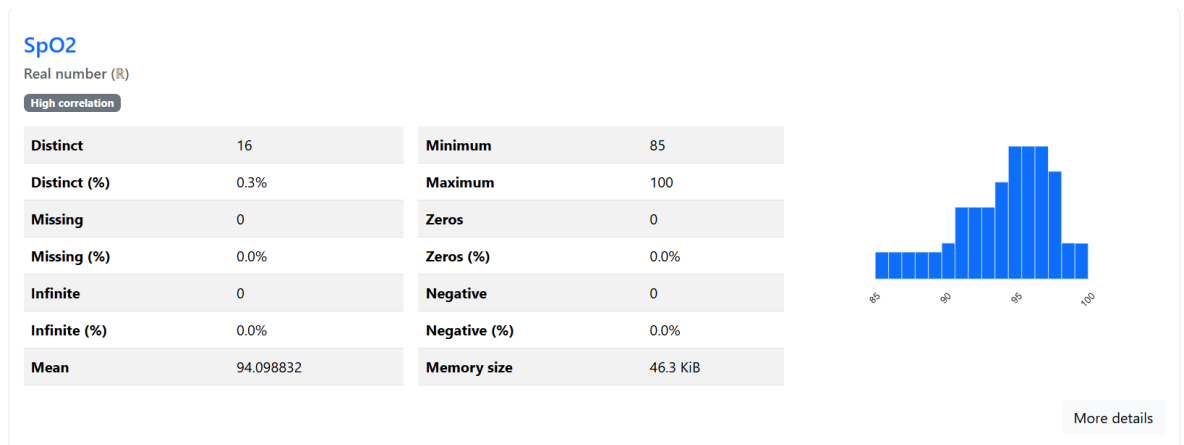 SpO2
Real number (ℝ)
High correlation
Distinct 16
Distinct (%) 0.3%
Missing 0
Missing (%) 0.0%
Infinite 0
Infinite (%) 0.0%
Mean 94.098832
Minimum 85
Maximum 100
Zeros 0
Zeros (%) 0.0%
Negative 0
Negative (%) 0.0%
Memory size 46.3 KiB
85 90 95 100
More details